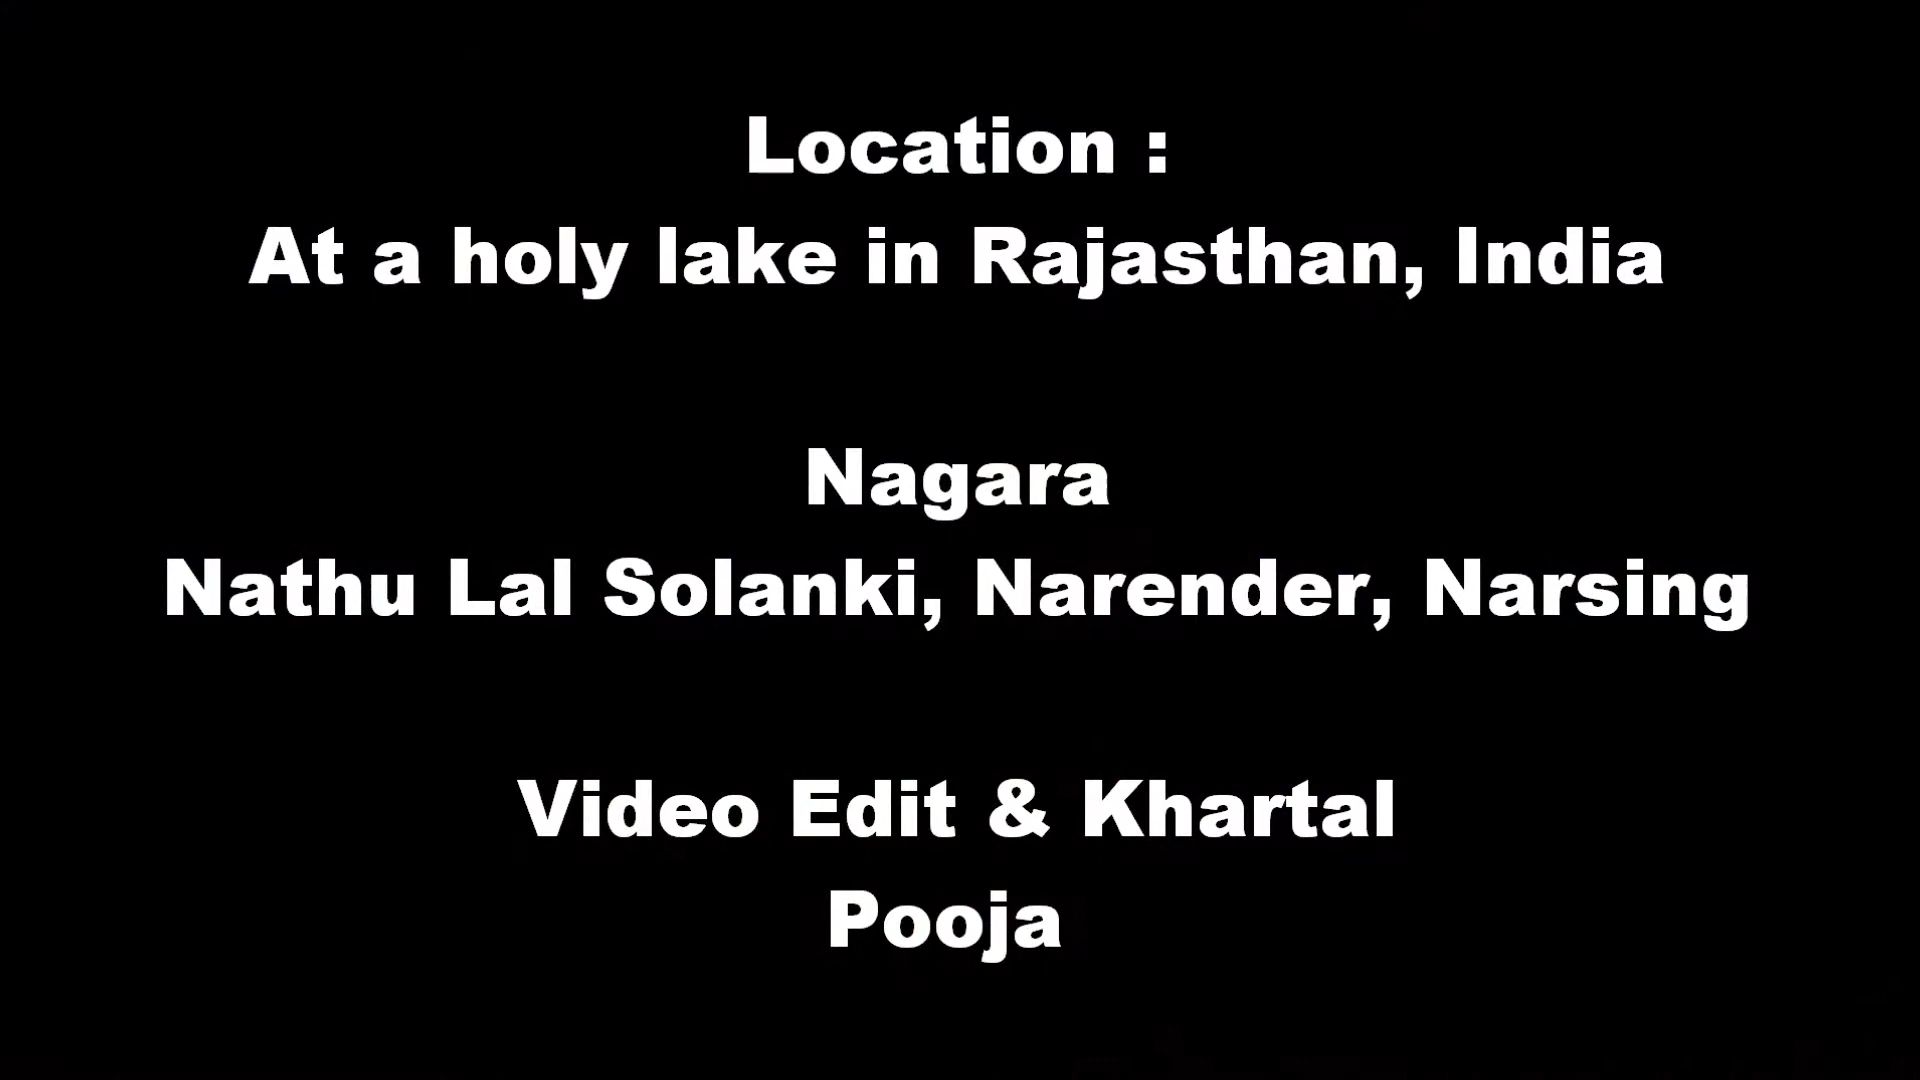 Location :
At a holy lake in Rajasthan, India
Nagara
Nathu Lal Solanki, Narender, Narsing
Video Edit & Khartal
Pooja